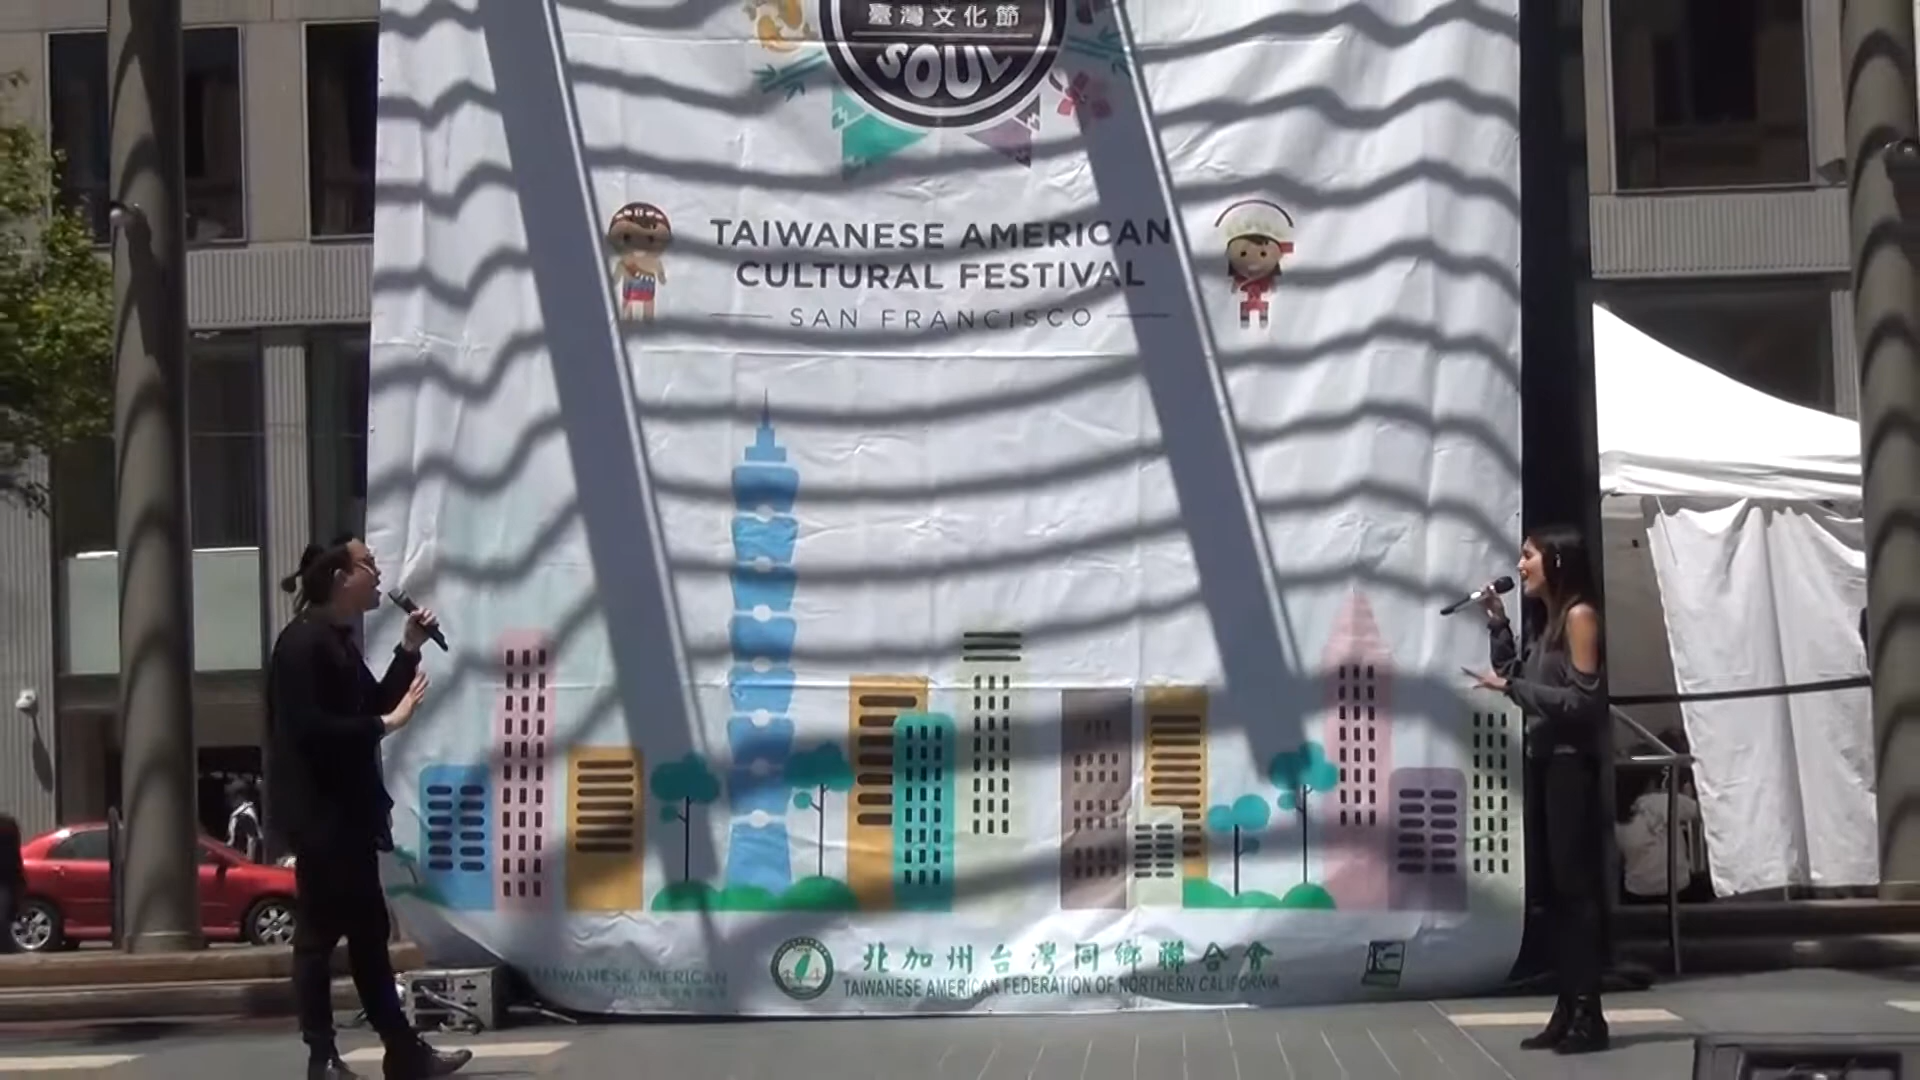 臺灣文化節
SOUL
TAIWANESE AMERICAN
CULTURAL FESTIVAL
SAN FRANCISCO
TAIWANESE AMERICAN
北加州台灣同鄉聯合會
TAIWANESE AMERICAN FEDERATION OF NORTHERN CALIFORNIA